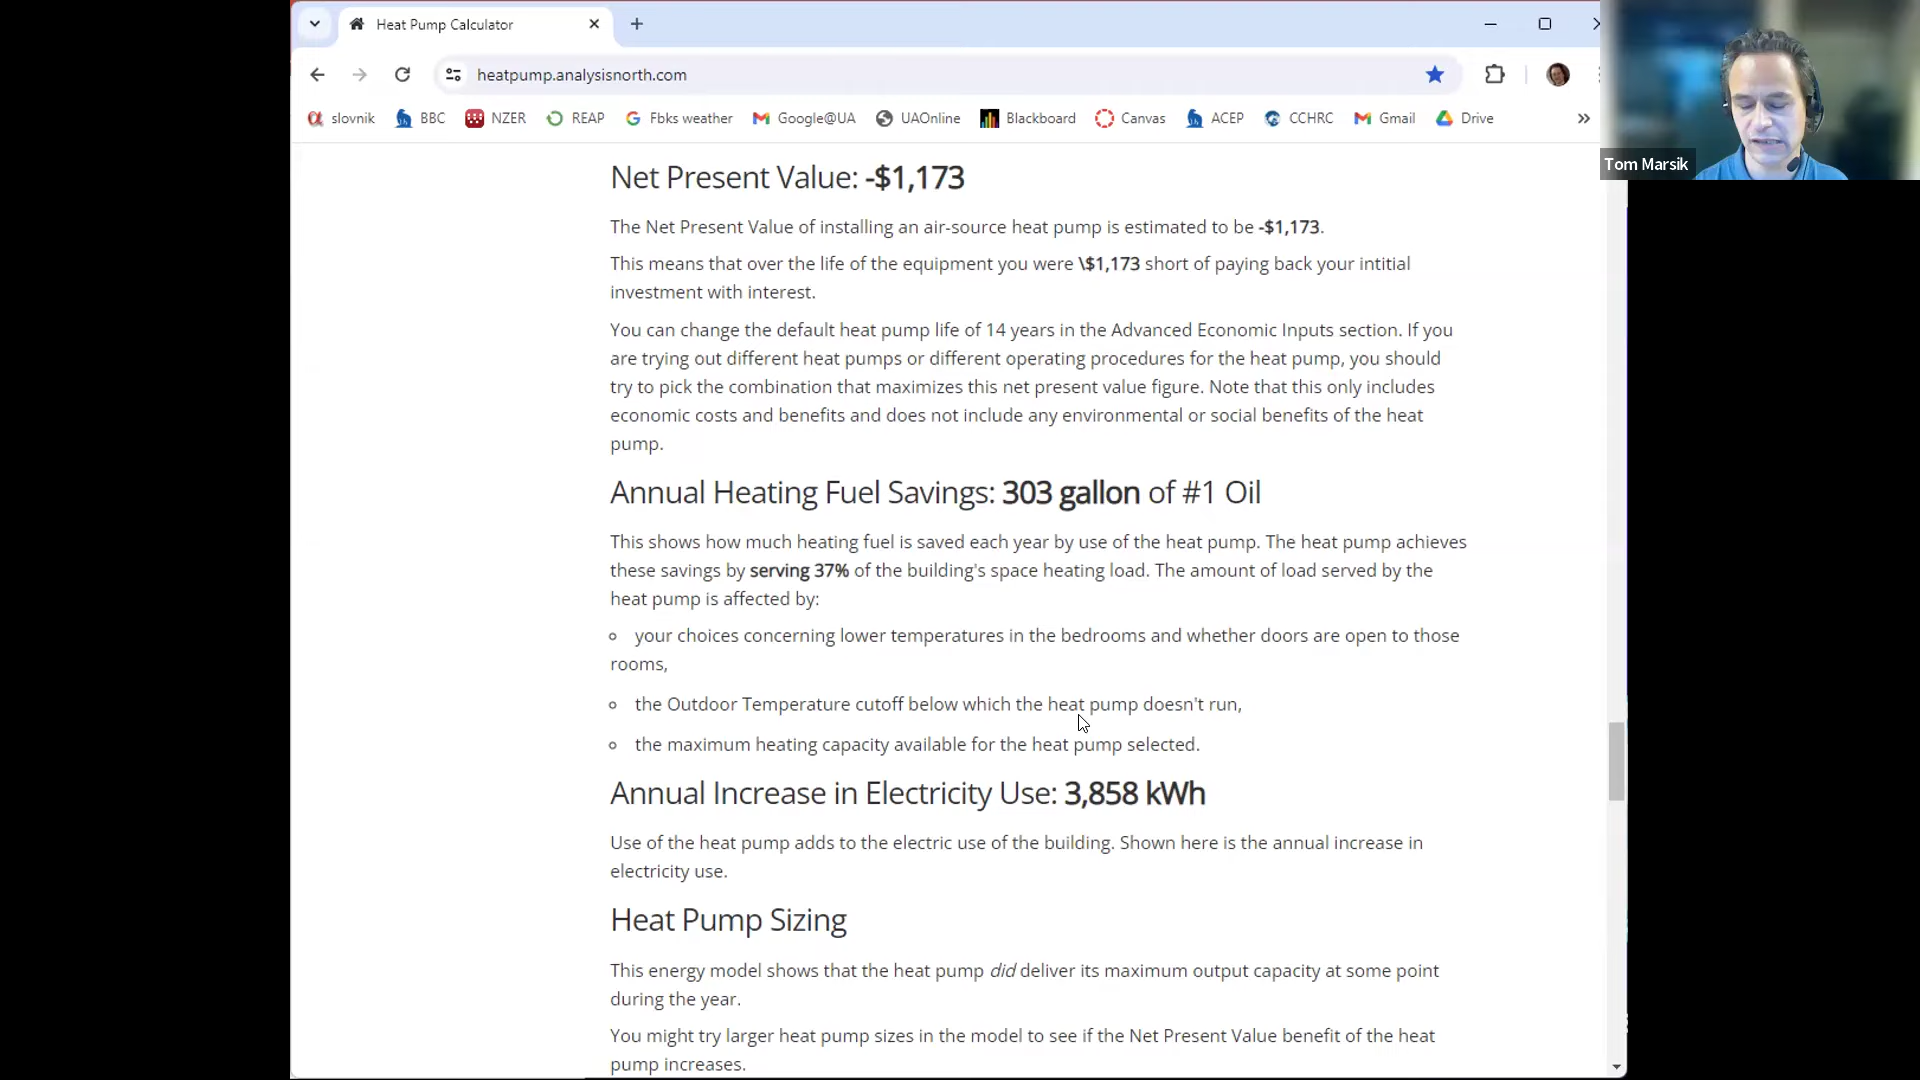 Heat Pump Calculator
heatpump.analysisnorth.com
slovnik BBC NZER REAP Fbks weather Google@UA UAOnline Blackboard Canvas ACEP CCHRC Gmail Drive »
Tom Marsik
Net Present Value: -$1,173
The Net Present Value of installing an air-source heat pump is estimated to be -$1,173.
This means that over the life of the equipment you were \$1,173 short of paying back your intitial
investment with interest.
You can change the default heat pump life of 14 years in the Advanced Economic Inputs section. If you
are trying out different heat pumps or different operating procedures for the heat pump, you should
try to pick the combination that maximizes this net present value figure. Note that this only includes
economic costs and benefits and does not include any environmental or social benefits of the heat
pump.
Annual Heating Fuel Savings: 303 gallon of #1 Oil
This shows how much heating fuel is saved each year by use of the heat pump. The heat pump achieves
these savings by serving 37% of the building's space heating load. The amount of load served by the
heat pump is affected by:
your choices concerning lower temperatures in the bedrooms and whether doors are open to those
rooms,
the Outdoor Temperature cutoff below which the heat pump doesn't run,
the maximum heating capacity available for the heat pump selected.
Annual Increase in Electricity Use: 3,858 kWh
Use of the heat pump adds to the electric use of the building. Shown here is the annual increase in
electricity use.
Heat Pump Sizing
This energy model shows that the heat pump did deliver its maximum output capacity at some point
during the year.
You might try larger heat pump sizes in the model to see if the Net Present Value benefit of the heat
pump increases.